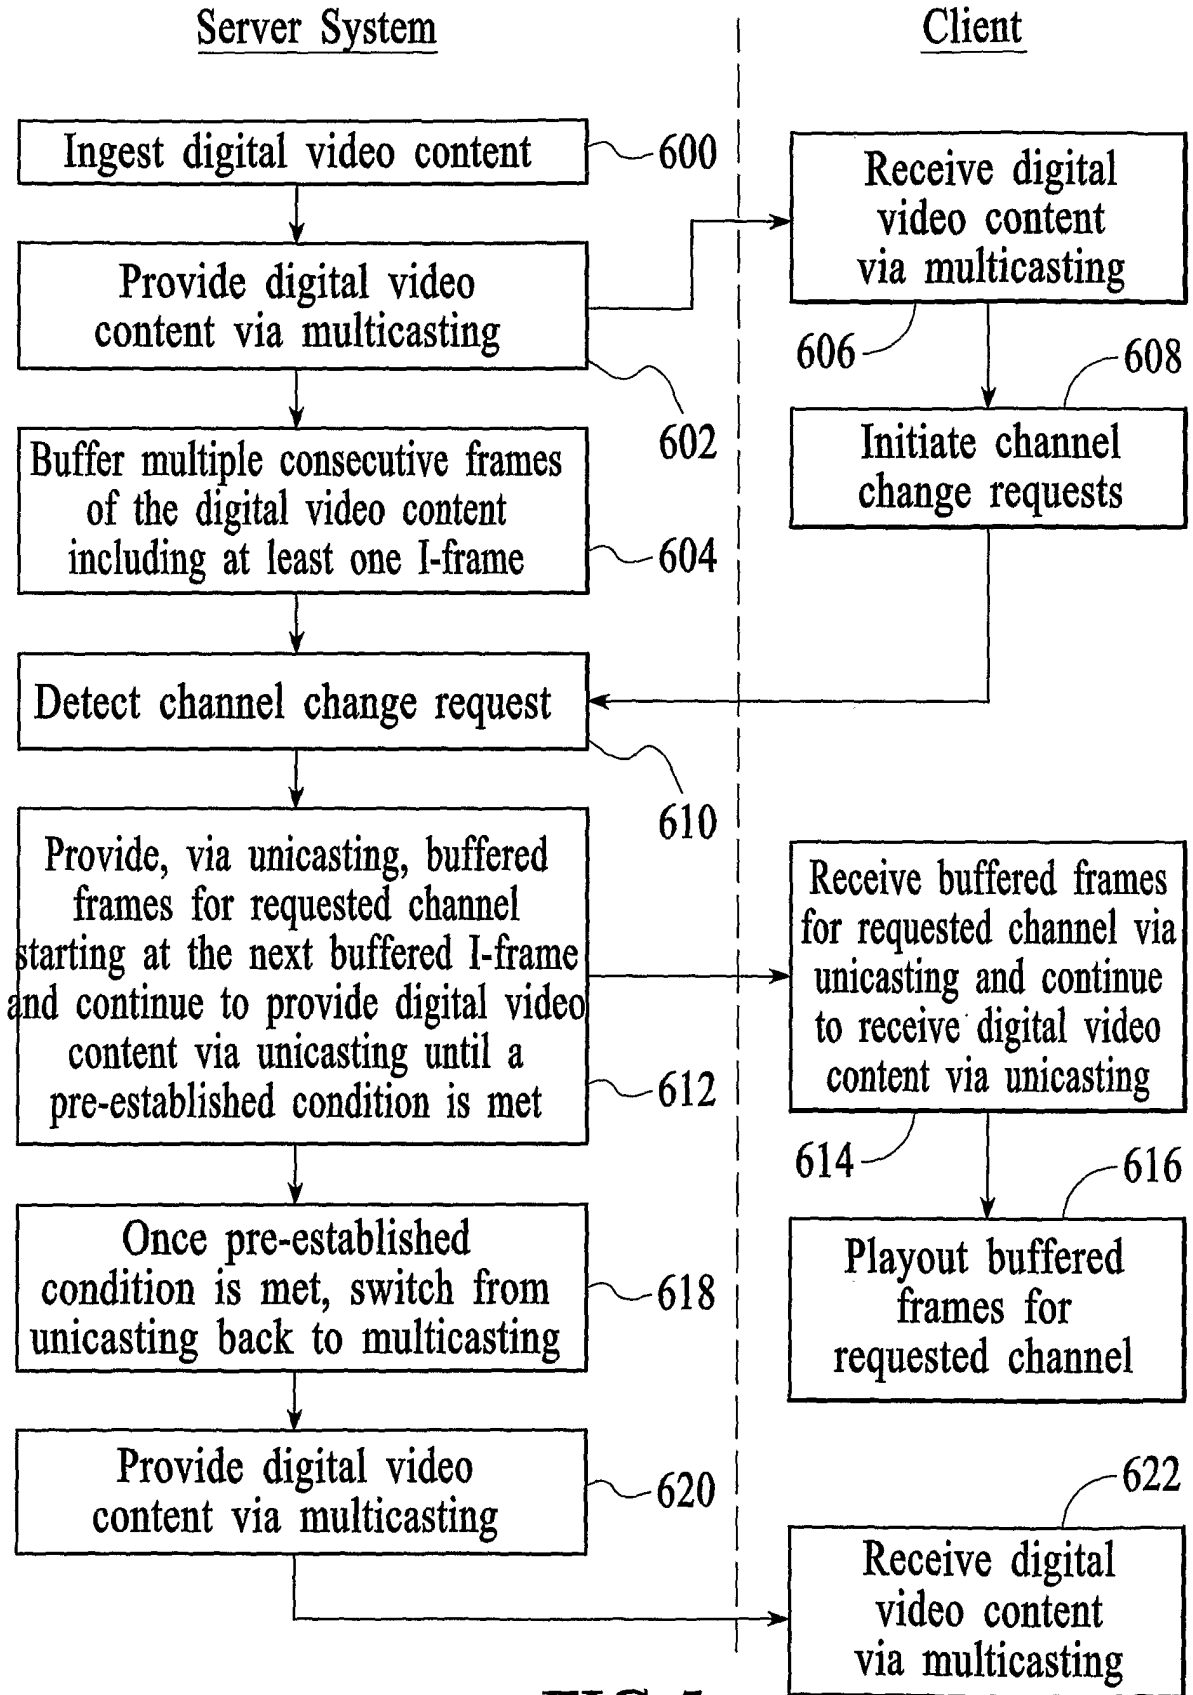 Server System
Client
Ingest digital video content
600
Receive digital
video content
via multicasting
606
Provide digital video
content via multicasting
602
608
Initiate channel
change requests
Buffer multiple consecutive frames
of the digital video content
including at least one I-frame
604
Detect channel change request
610
Provide, via unicasting, buffered
frames for requested channel
starting at the next buffered I-frame
and continue to provide digital video
content via unicasting until a
pre-established condition is met
612
Receive buffered frames
for requested channel via
unicasting and continue
to receive digital video
content via unicasting
614
616
Playout buffered
frames for
requested channel
Once pre-established
condition is met, switch from
unicasting back to multicasting
618
Provide digital video
content via multicasting
620
622
Receive digital
video content
via multicasting